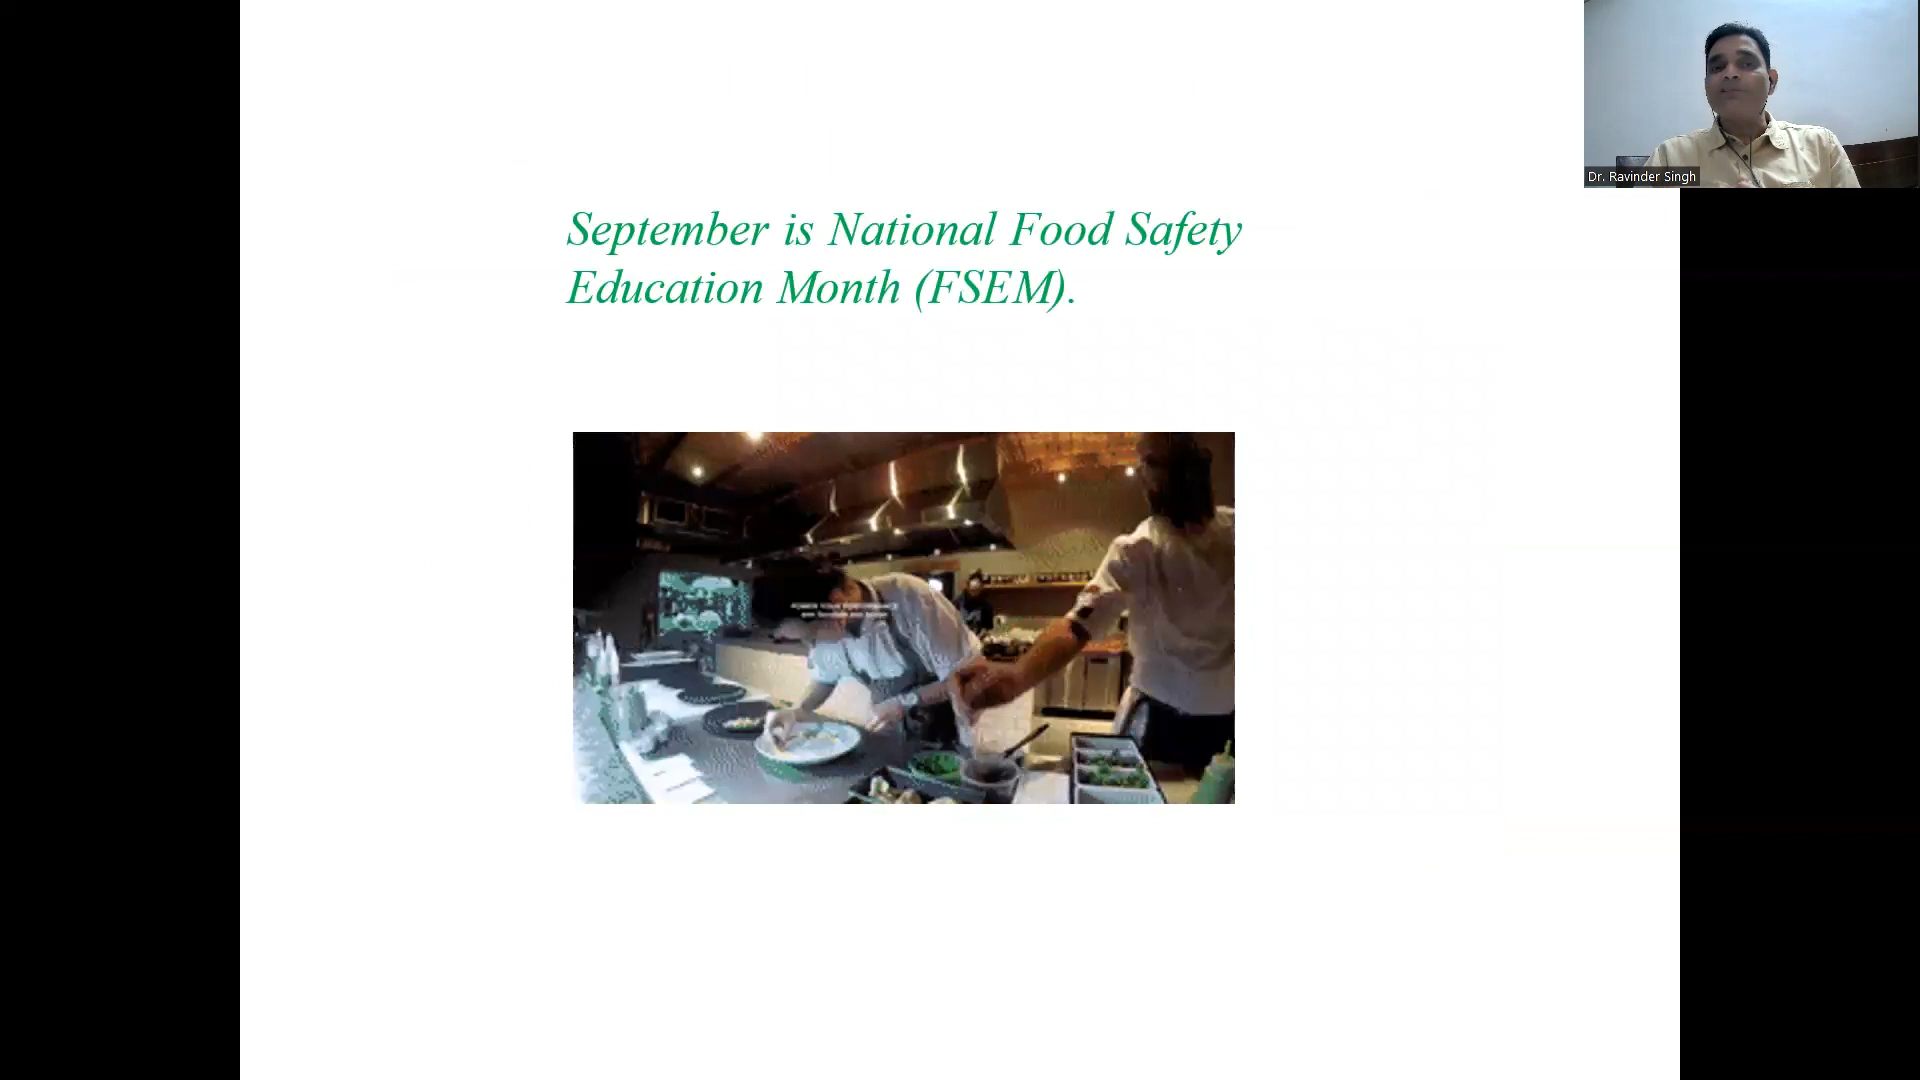 Dr. Ravinder Singh
September is National Food Safety
Education Month (FSEM).